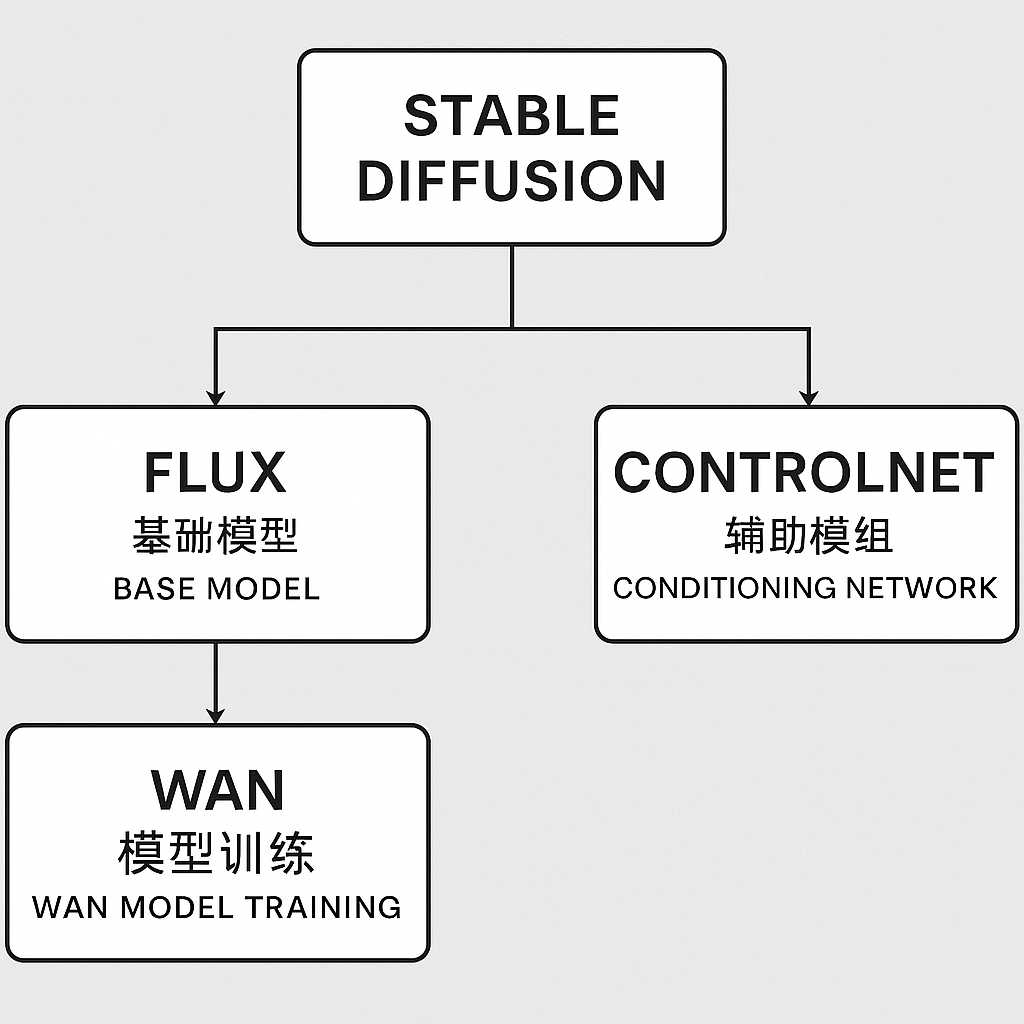 STABLE
DIFFUSION
FLUX
基础模型
BASE MODEL
CONTROLNET
辅助模组
CONDITIONING NETWORK
WAN
模型训练
WAN MODEL TRAINING